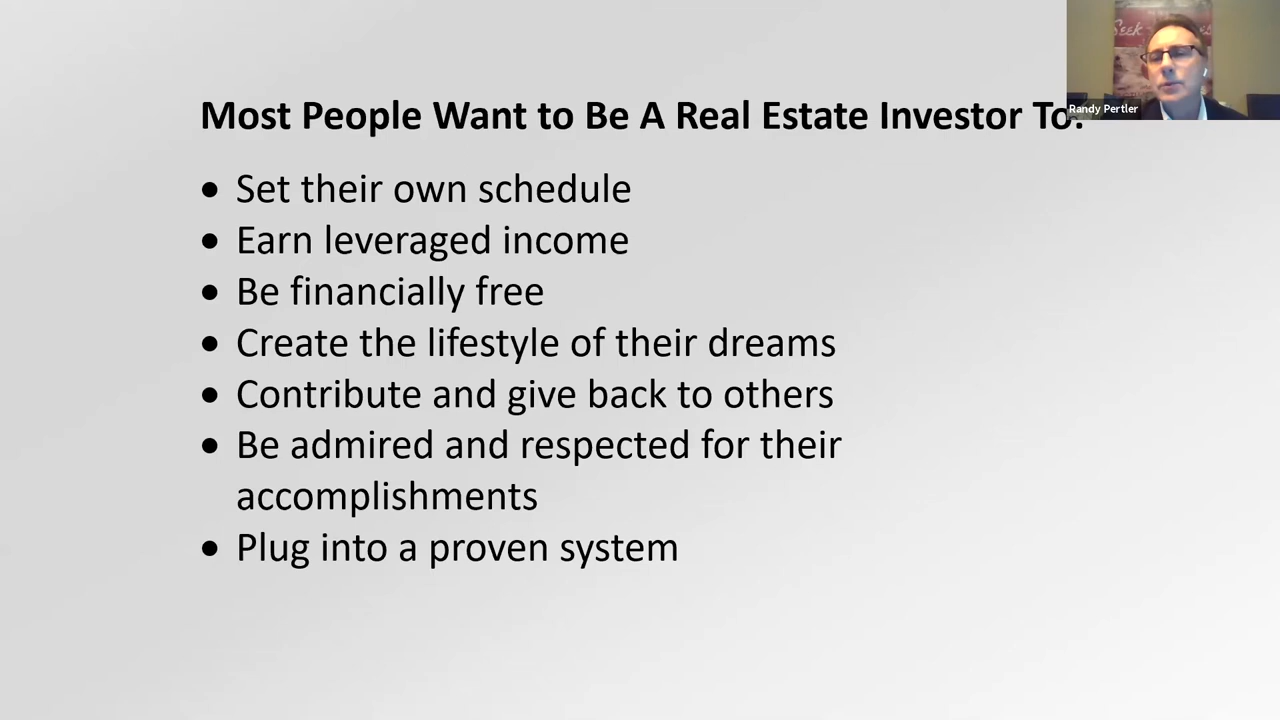 Most People Want to Be A Real Estate Investor To:
• Set their own schedule
• Earn leveraged income
• Be financially free
• Create the lifestyle of their dreams
• Contribute and give back to others
• Be admired and respected for their
accomplishments
• Plug into a proven system
Seek
Randy Pertler